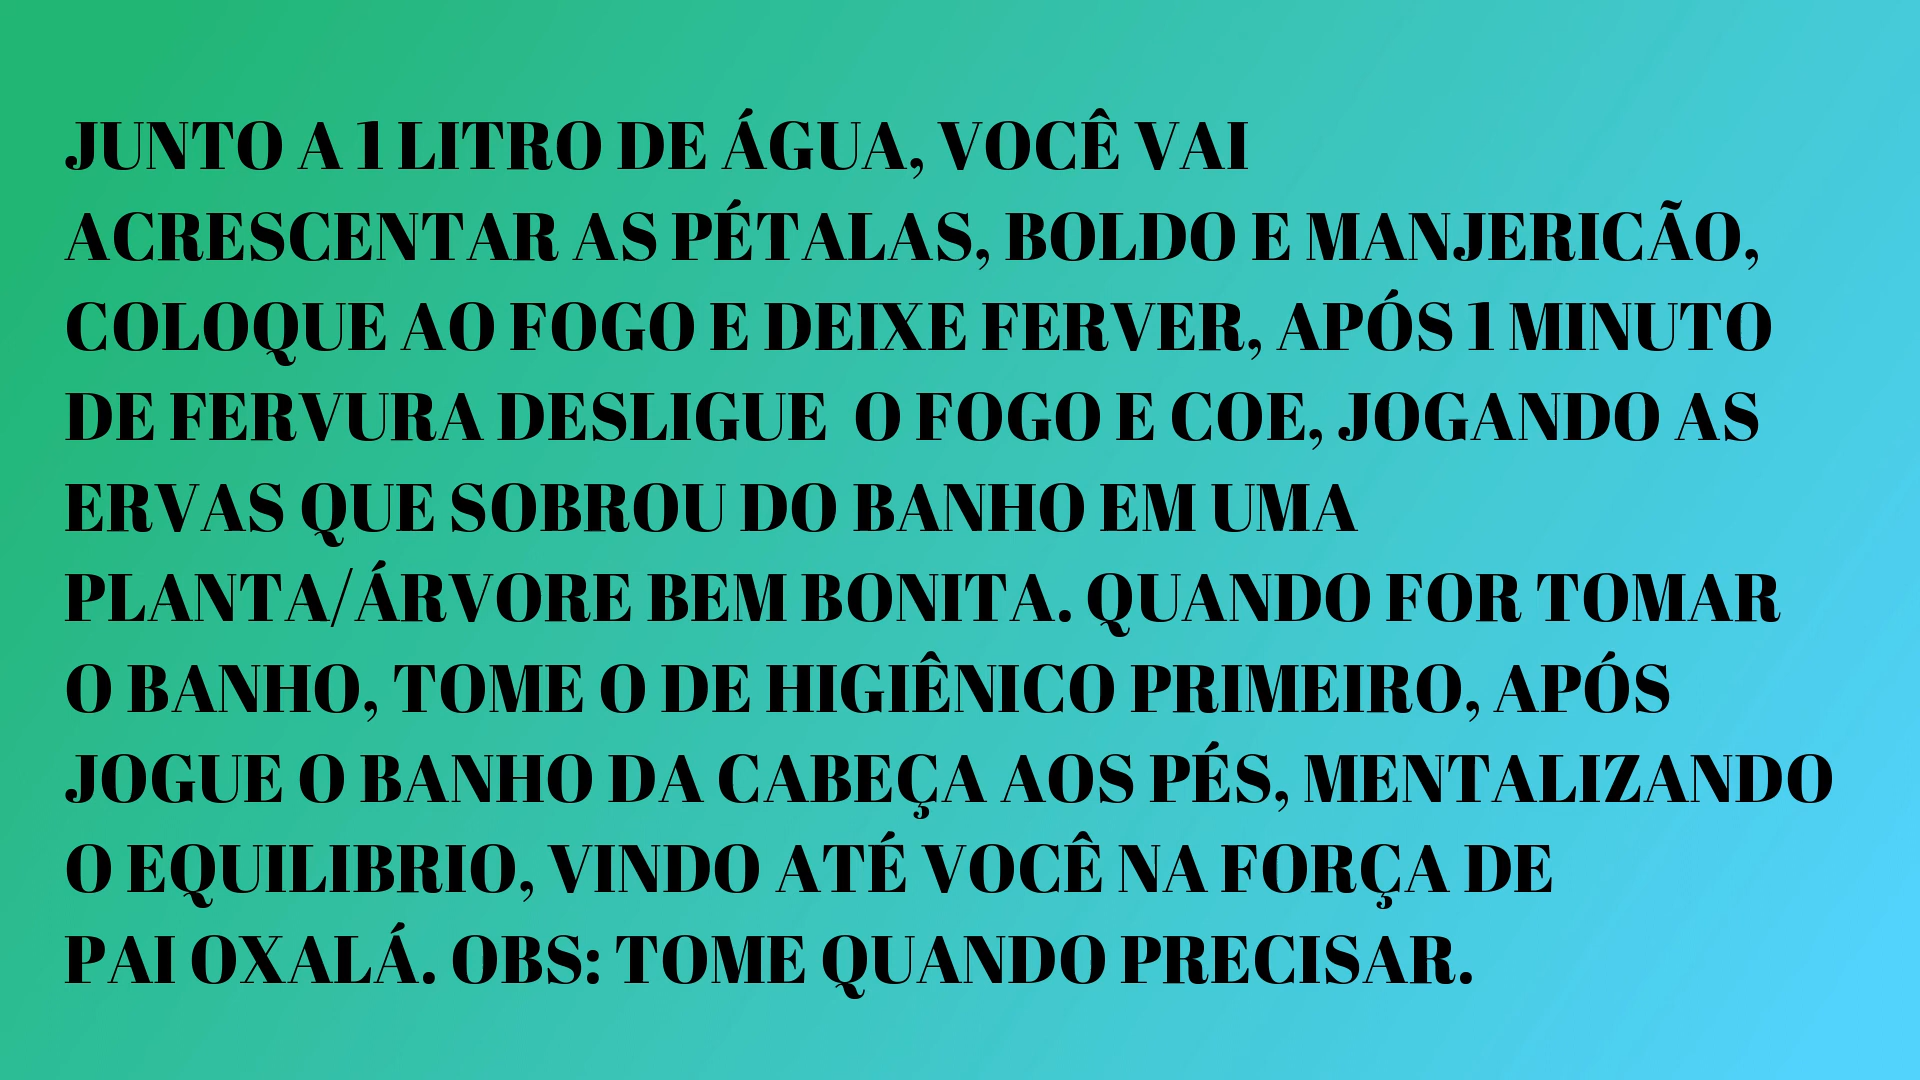 JUNTO A 1 LITRO DE ÁGUA, VOCÊ VAI
ACRESCENTAR AS PÉTALAS, BOLDO E MANJERICÃO,
COLOQUE AO FOGO E DEIXE FERVER, APÓS 1 MINUTO
DE FERVURA DESLIGUE  O FOGO E COE, JOGANDO AS
ERVAS QUE SOBROU DO BANHO EM UMA
PLANTA/ÁRVORE BEM BONITA. QUANDO FOR TOMAR
O BANHO, TOME O DE HIGIÊNICO PRIMEIRO, APÓS
JOGUE O BANHO DA CABEÇA AOS PÉS, MENTALIZANDO
O EQUILIBRIO, VINDO ATÉ VOCÊ NA FORÇA DE
PAI OXALÁ. OBS: TOME QUANDO PRECISAR.